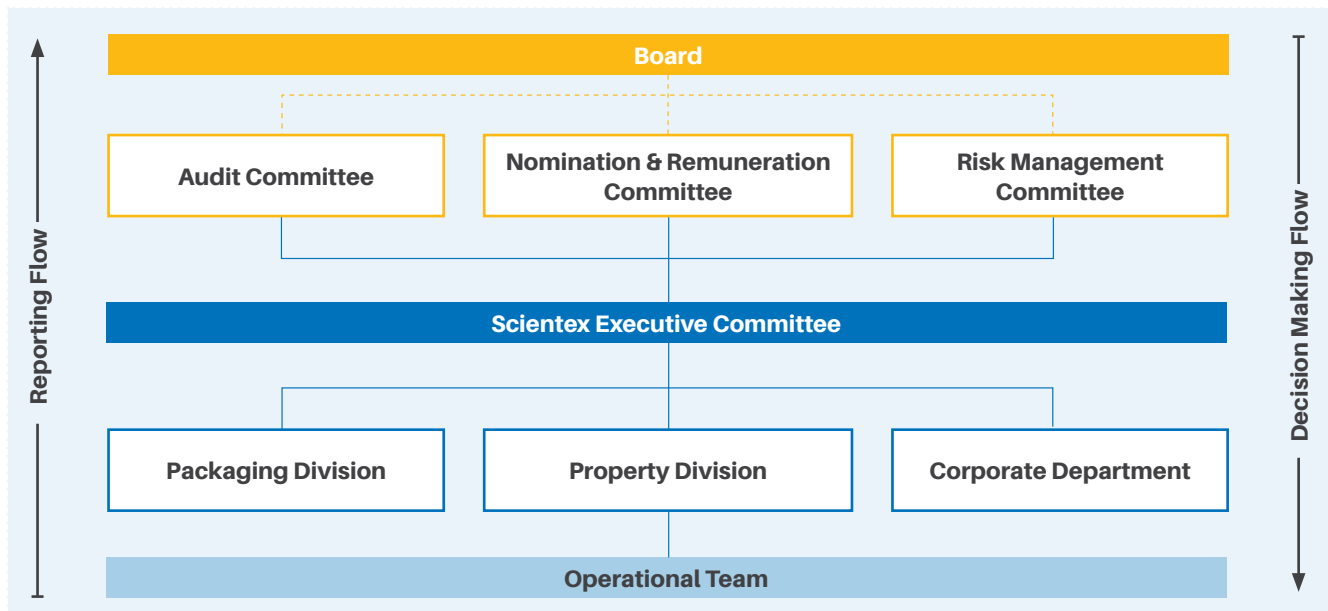 Board
Audit Committee
Nomination & Remuneration
Committee
Risk Management
Committee
Scientex Executive Committee
Packaging Division
Property Division
Corporate Department
Operational Team
Reporting Flow
Decision Making Flow